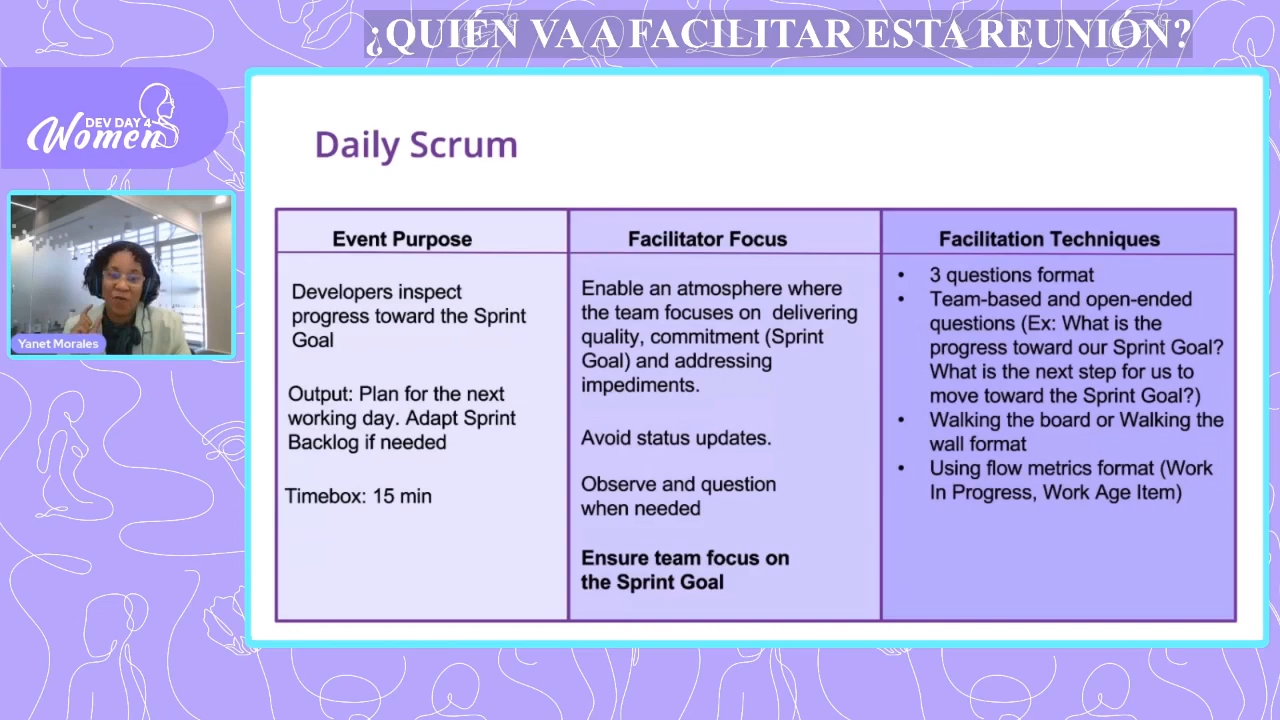 ¿QUIÉN VA A FACILITAR ESTA REUNIÓN?
DEV DAY 4
Women
Yanet Morales
Daily Scrum
Event Purpose
Developers inspect
progress toward the Sprint
Goal
Output: Plan for the next
working day. Adapt Sprint
Backlog if needed
Timebox: 15 min
Facilitator Focus
Enable an atmosphere where
the team focuses on delivering
quality, commitment (Sprint
Goal) and addressing
impediments.
Avoid status updates.
Observe and question
when needed
Ensure team focus on
the Sprint Goal
Facilitation Techniques
• 3 questions format
• Team-based and open-ended
questions (Ex: What is the
progress toward our Sprint Goal?
What is the next step for us to
move toward the Sprint Goal?)
• Walking the board or Walking the
wall format
• Using flow metrics format (Work
In Progress, Work Age Item)